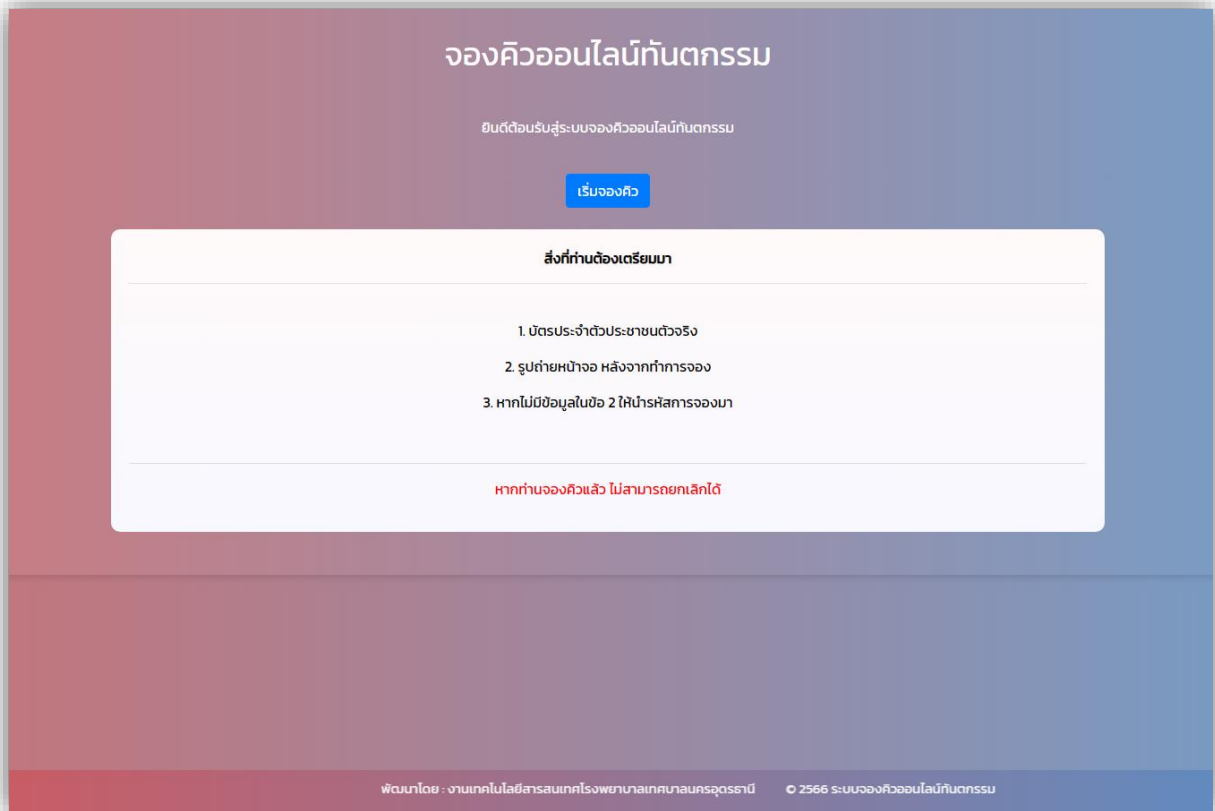 จองคิวออนไลน์ทันตกรรม
ยินดีต้อนรับสู่ระบบจองคิวออนไลน์ทันตกรรม
เริ่มจองคิว
สิ่งที่ท่านต้องเตรียมมา
1. บัตรประจำตัวประชาชนตัวจริง
2. รูปถ่ายหน้าจอ หลังจากทำการจอง
3. หากไม่มีข้อมูลในข้อ 2 ให้นำรหัสการจองมา
หากท่านจองคิวแล้ว ไม่สามารถยกเลิกได้
พัฒนาโดย : งานเทคโนโลยีสารสนเทศโรงพยาบาลเทศบาลนครอุดรธานี © 2566 ระบบจองคิวออนไลน์ทันตกรรม